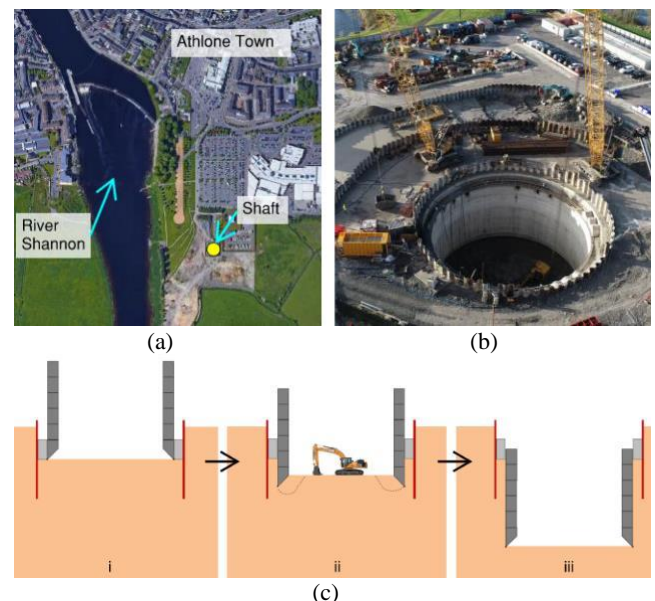 Athlone Town
Shaft
River
Shannon
(a)
(b)
i
ii
iii
(c)